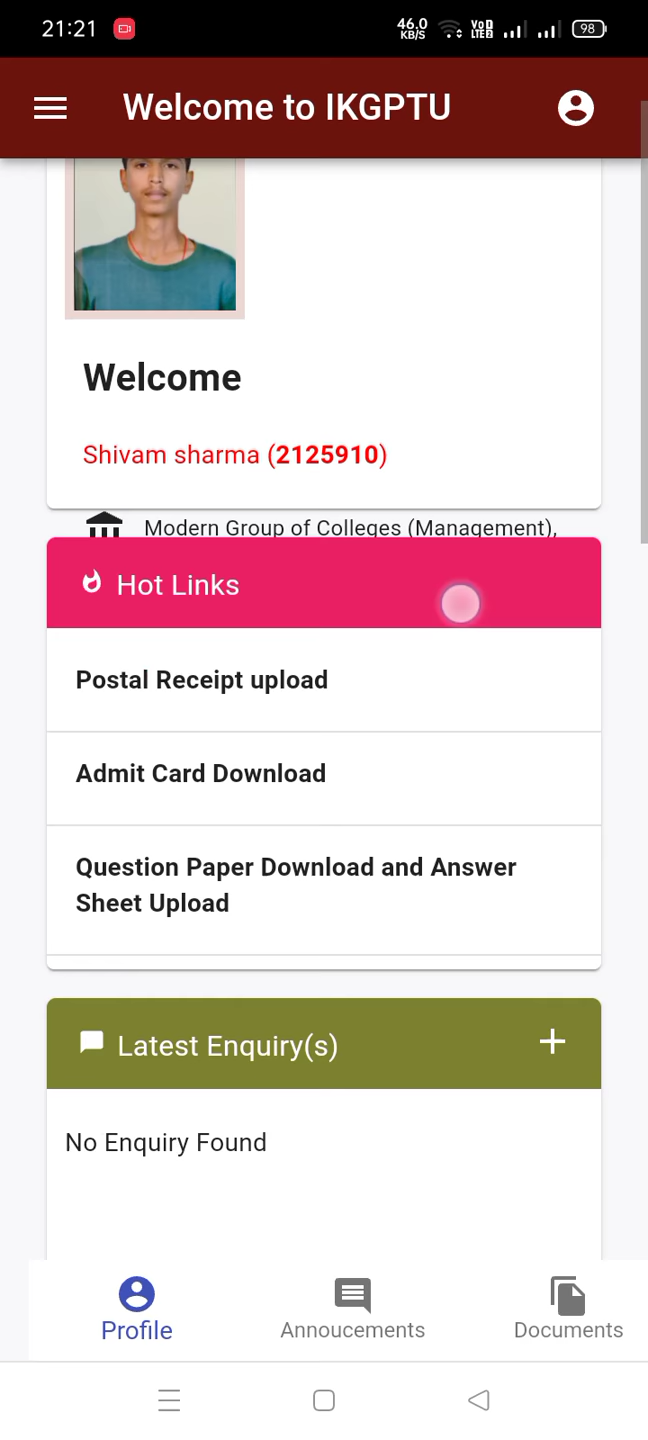 21:21
46.0 KB/S
VoD LTE2
98
Welcome to IKGPTU
Welcome
Shivam sharma (2125910)
Modern Group of Colleges (Management),
Hot Links
Postal Receipt upload
Admit Card Download
Question Paper Download and Answer
Sheet Upload
Latest Enquiry(s)
No Enquiry Found
Profile
Annoucements
Documents